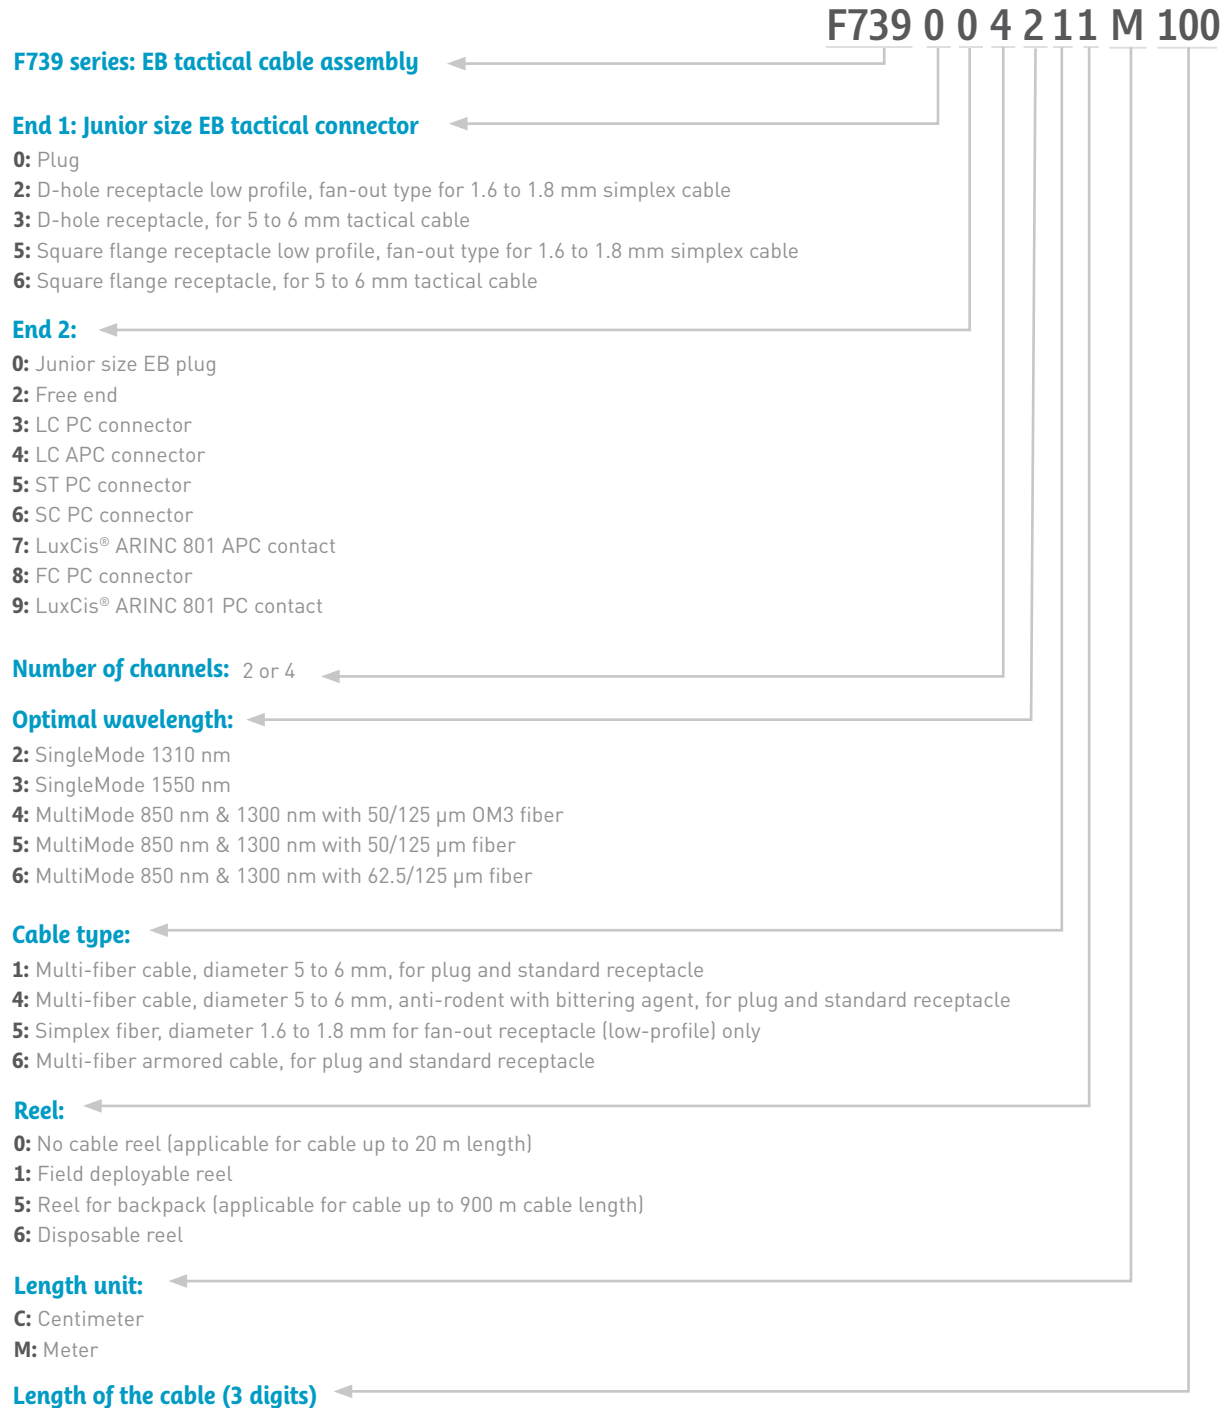 F739 0 0 4 2 1 1 M 100
F739 series: EB tactical cable assembly
End 1: Junior size EB tactical connector
0: Plug
2: D-hole receptacle low profile, fan-out type for 1.6 to 1.8 mm simplex cable
3: D-hole receptacle, for 5 to 6 mm tactical cable
5: Square flange receptacle low profile, fan-out type for 1.6 to 1.8 mm simplex cable
6: Square flange receptacle, for 5 to 6 mm tactical cable
End 2:
0: Junior size EB plug
2: Free end
3: LC PC connector
4: LC APC connector
5: ST PC connector
6: SC PC connector
7: LuxCis® ARINC 801 APC contact
8: FC PC connector
9: LuxCis® ARINC 801 PC contact
Number of channels: 2 or 4
Optimal wavelength:
2: SingleMode 1310 nm
3: SingleMode 1550 nm
4: MultiMode 850 nm & 1300 nm with 50/125 µm OM3 fiber
5: MultiMode 850 nm & 1300 nm with 50/125 µm fiber
6: MultiMode 850 nm & 1300 nm with 62.5/125 µm fiber
Cable type:
1: Multi-fiber cable, diameter 5 to 6 mm, for plug and standard receptacle
4: Multi-fiber cable, diameter 5 to 6 mm, anti-rodent with bittering agent, for plug and standard receptacle
5: Simplex fiber, diameter 1.6 to 1.8 mm for fan-out receptacle (low-profile) only
6: Multi-fiber armored cable, for plug and standard receptacle
Reel:
0: No cable reel (applicable for cable up to 20 m length)
1: Field deployable reel
5: Reel for backpack (applicable for cable up to 900 m cable length)
6: Disposable reel
Length unit:
C: Centimeter
M: Meter
Length of the cable (3 digits)